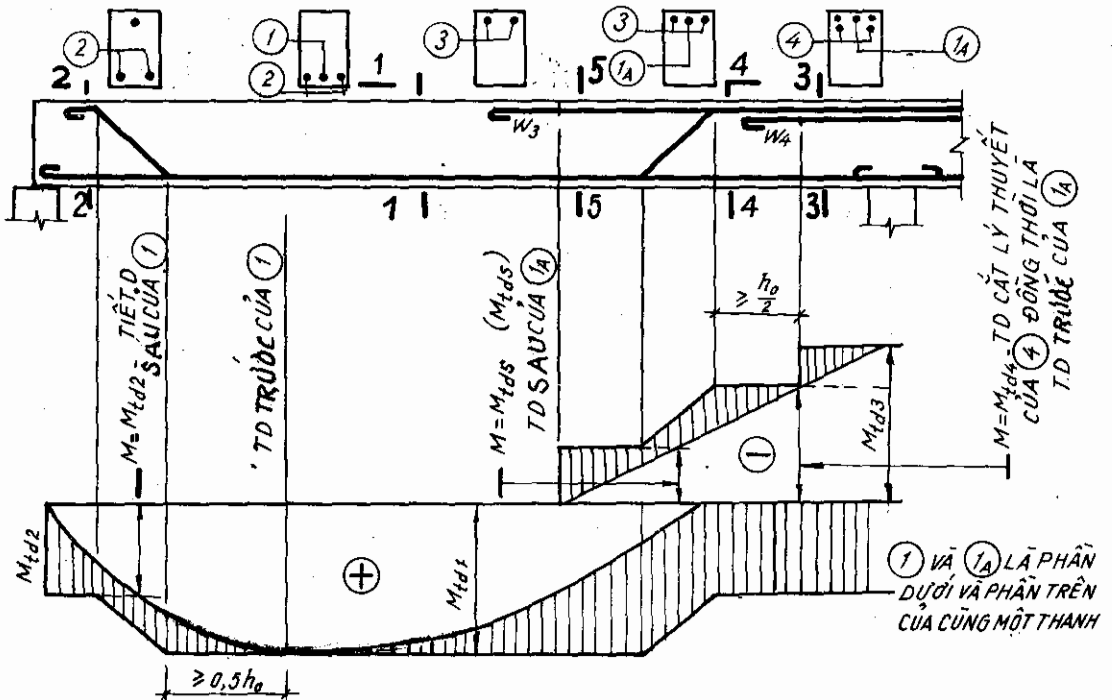 2
1
2
3
3
1A
4
1A
2 1 5 4 3
W3
W4
2 1 5 4 3
M=Mtd2- TIẾT.D
SAU CỦA 1
TD TRƯỚC CỦA 1
M=Mtd5 (Mtd5)
TD SAU CỦA 1A
≥ h0/2
M=Mtd4-TD CẮT LÝ THUYẾT
CỦA 4 ĐỒNG THỜI LÀ
TD TRƯỚC CỦA 1A
Mtd3
−
Mtd2
+
Mtd1
1 VÀ 1A LÀ PHẦN
DƯỚI VÀ PHẦN TRÊN
CỦA CÙNG MỘT THANH
≥ 0,5h0